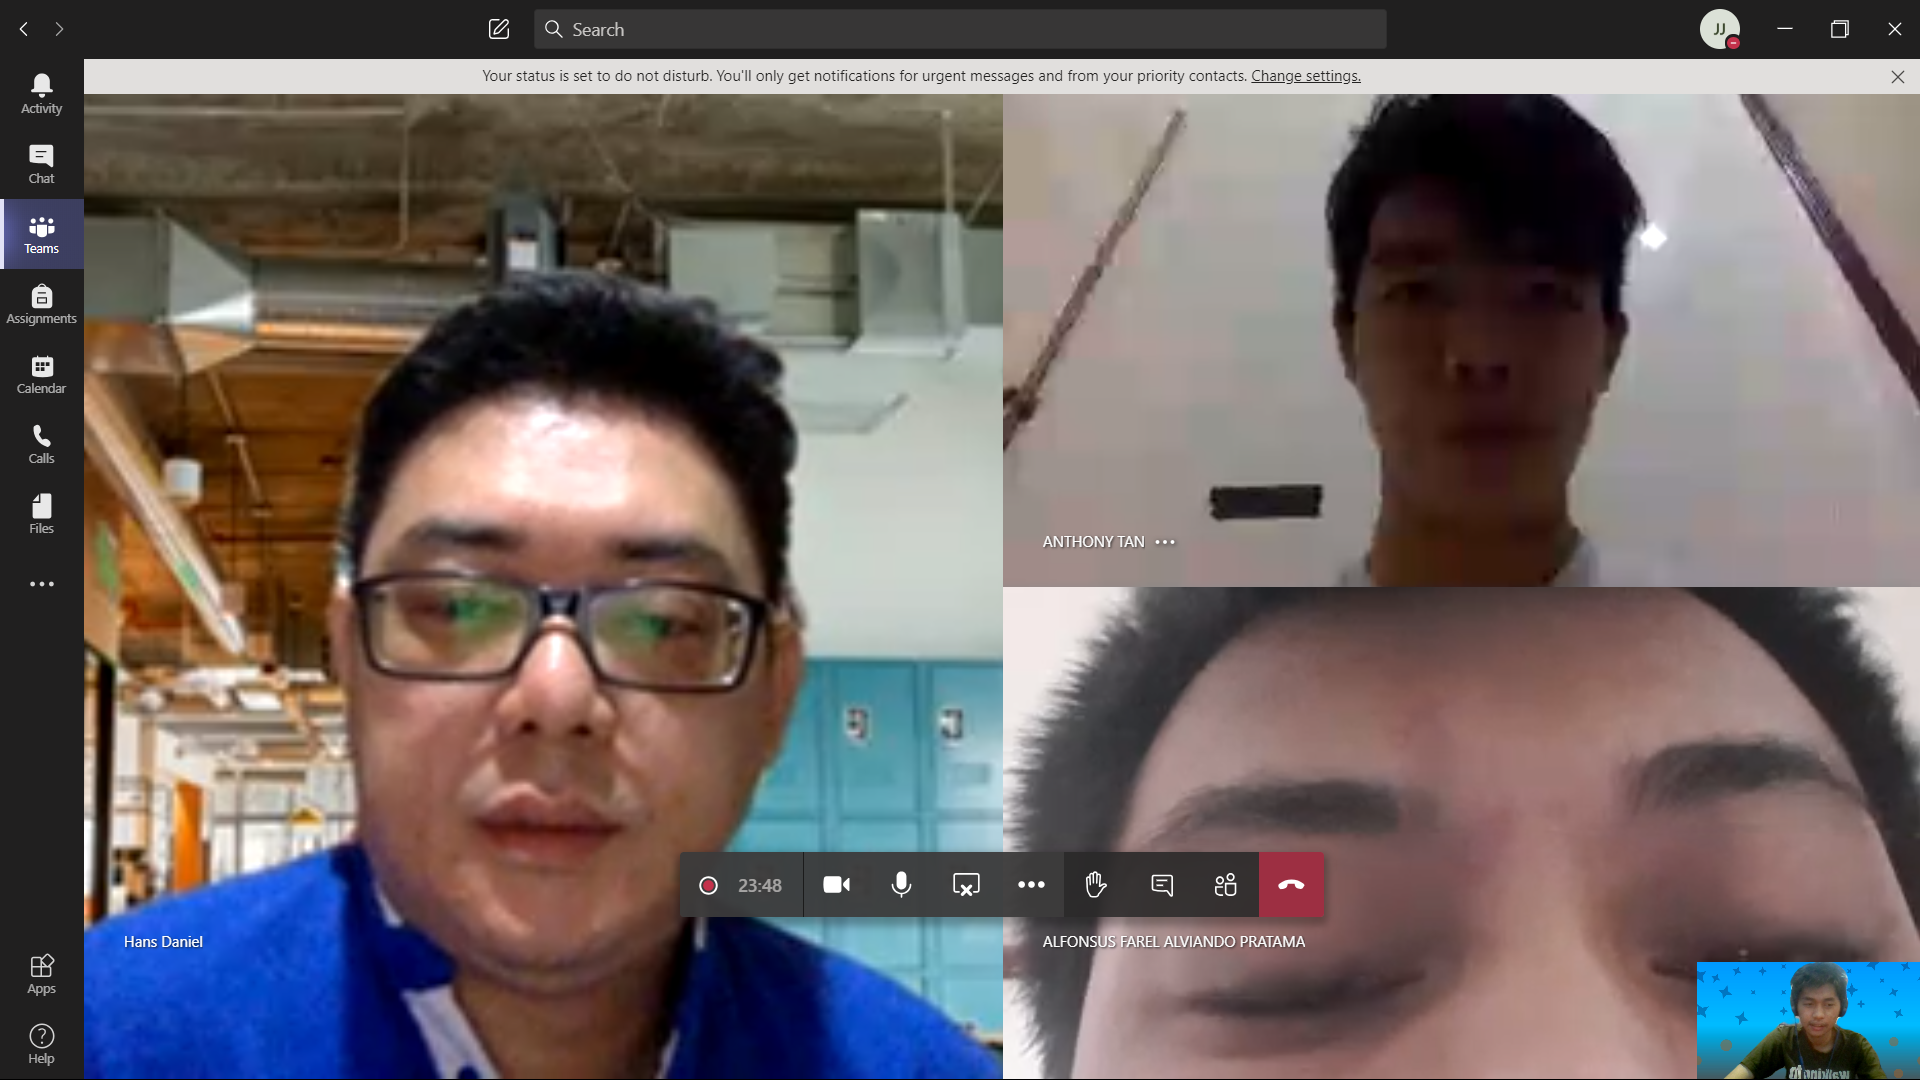 Search
JJ
Your status is set to do not disturb. You'll only get notifications for urgent messages and from your priority contacts. Change settings.
Activity
Chat
Teams
Assignments
Calendar
Calls
Files
Apps
Help
ANTHONY TAN
23:48
Hans Daniel
ALFONSUS FAREL ALVIANDO PRATAMA